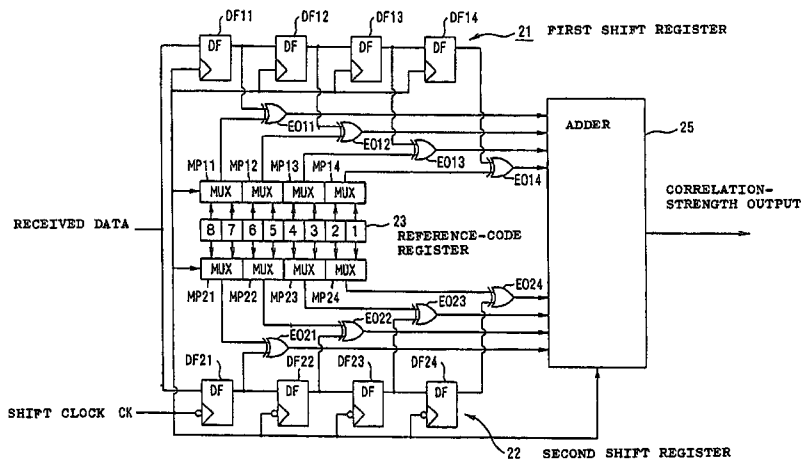 DF11 DF12 DF13 DF14
DF DF DF DF
21 FIRST SHIFT REGISTER
EO11
EO12
EO13
EO14
ADDER
25
MP11 MP12 MP13 MP14
MUX MUX MUX MUX
CORRELATION-
STRENGTH OUTPUT
RECEIVED DATA
8 7 6 5 4 3 2 1
23
REFERENCE-CODE
REGISTER
MUX MUX MUX MUX
MP21 MP22 MP23 MP24
EO24
EO23
EO22
EO21
DF21 DF22 DF23 DF24
DF DF DF DF
SHIFT CLOCK CK
22 SECOND SHIFT REGISTER